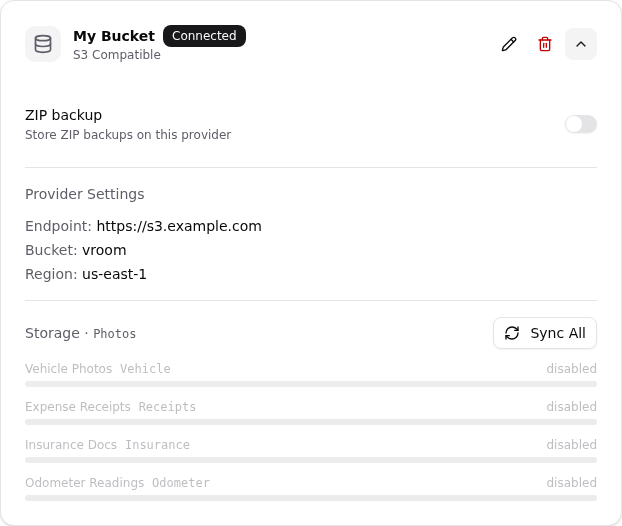 My Bucket Connected
S3 Compatible
ZIP backup
Store ZIP backups on this provider
Provider Settings
Endpoint: https://s3.example.com
Bucket: vroom
Region: us-east-1
Storage · Photos Sync All
Vehicle Photos Vehicle disabled
Expense Receipts Receipts disabled
Insurance Docs Insurance disabled
Odometer Readings Odometer disabled